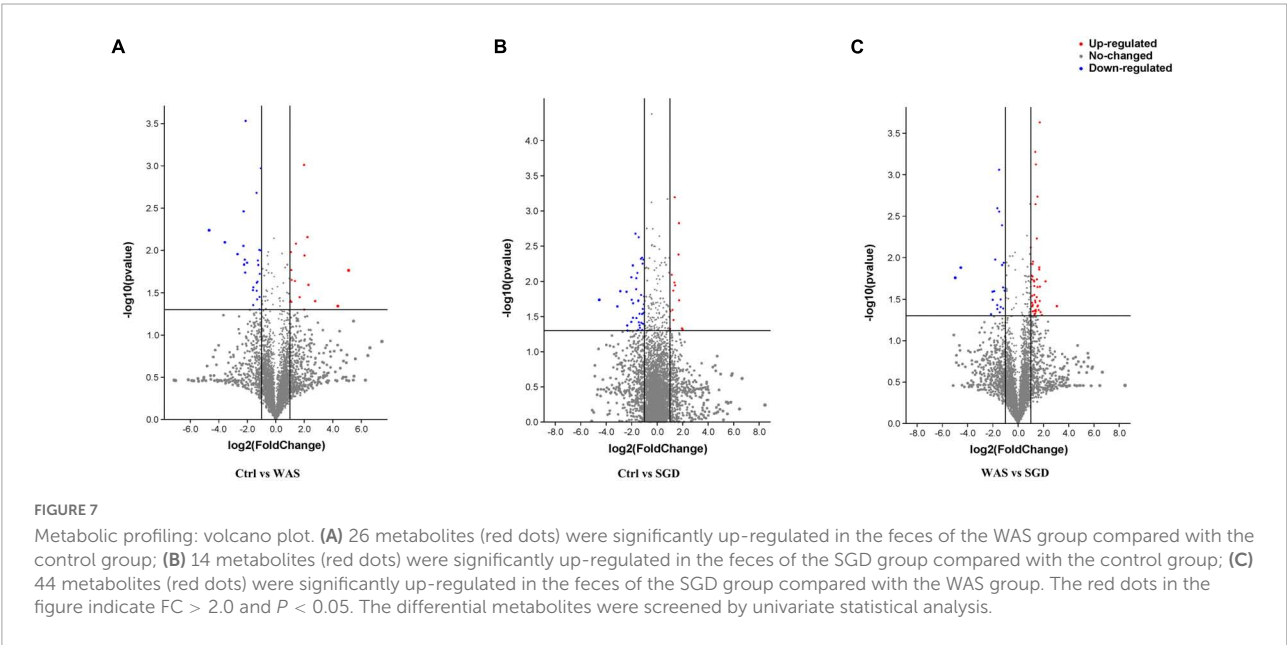 A
B
C
Up-regulated
No-changed
Down-regulated
3.5
3.0
2.5
2.0
1.5
1.0
0.5
0.0
-log10(pvalue)
-6.0 -4.0 -2.0 0.0 2.0 4.0 6.0
log2(FoldChange)
Ctrl vs WAS
4.0
3.5
3.0
2.5
2.0
1.5
1.0
0.5
0.0
-log10(pvalue)
-8.0 -6.0 -4.0 -2.0 0.0 2.0 4.0 6.0 8.0
log2(FoldChange)
Ctrl vs SGD
3.5
3.0
2.5
2.0
1.5
1.0
0.5
0.0
-log10(pvalue)
-8.0 -6.0 -4.0 -2.0 0.0 2.0 4.0 6.0 8.0
log2(FoldChange)
WAS vs SGD
FIGURE 7
Metabolic profiling: volcano plot. (A) 26 metabolites (red dots) were significantly up-regulated in the feces of the WAS group compared with the
control group; (B) 14 metabolites (red dots) were significantly up-regulated in the feces of the SGD group compared with the control group; (C)
44 metabolites (red dots) were significantly up-regulated in the feces of the SGD group compared with the WAS group. The red dots in the
figure indicate FC > 2.0 and P < 0.05. The differential metabolites were screened by univariate statistical analysis.